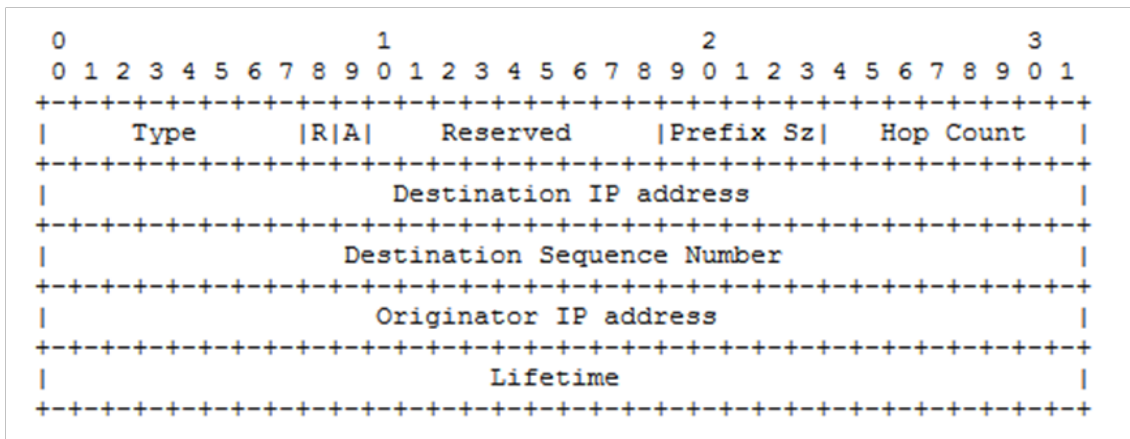 0                   1                   2                   3
0 1 2 3 4 5 6 7 8 9 0 1 2 3 4 5 6 7 8 9 0 1 2 3 4 5 6 7 8 9 0 1
+-+-+-+-+-+-+-+-+-+-+-+-+-+-+-+-+-+-+-+-+-+-+-+-+-+-+-+-+-+-+-+-+
|     Type      |R|A|    Reserved     |Prefix Sz|   Hop Count   |
+-+-+-+-+-+-+-+-+-+-+-+-+-+-+-+-+-+-+-+-+-+-+-+-+-+-+-+-+-+-+-+-+
|                     Destination IP address                    |
+-+-+-+-+-+-+-+-+-+-+-+-+-+-+-+-+-+-+-+-+-+-+-+-+-+-+-+-+-+-+-+-+
|                  Destination Sequence Number                  |
+-+-+-+-+-+-+-+-+-+-+-+-+-+-+-+-+-+-+-+-+-+-+-+-+-+-+-+-+-+-+-+-+
|                    Originator IP address                      |
+-+-+-+-+-+-+-+-+-+-+-+-+-+-+-+-+-+-+-+-+-+-+-+-+-+-+-+-+-+-+-+-+
|                           Lifetime                            |
+-+-+-+-+-+-+-+-+-+-+-+-+-+-+-+-+-+-+-+-+-+-+-+-+-+-+-+-+-+-+-+-+